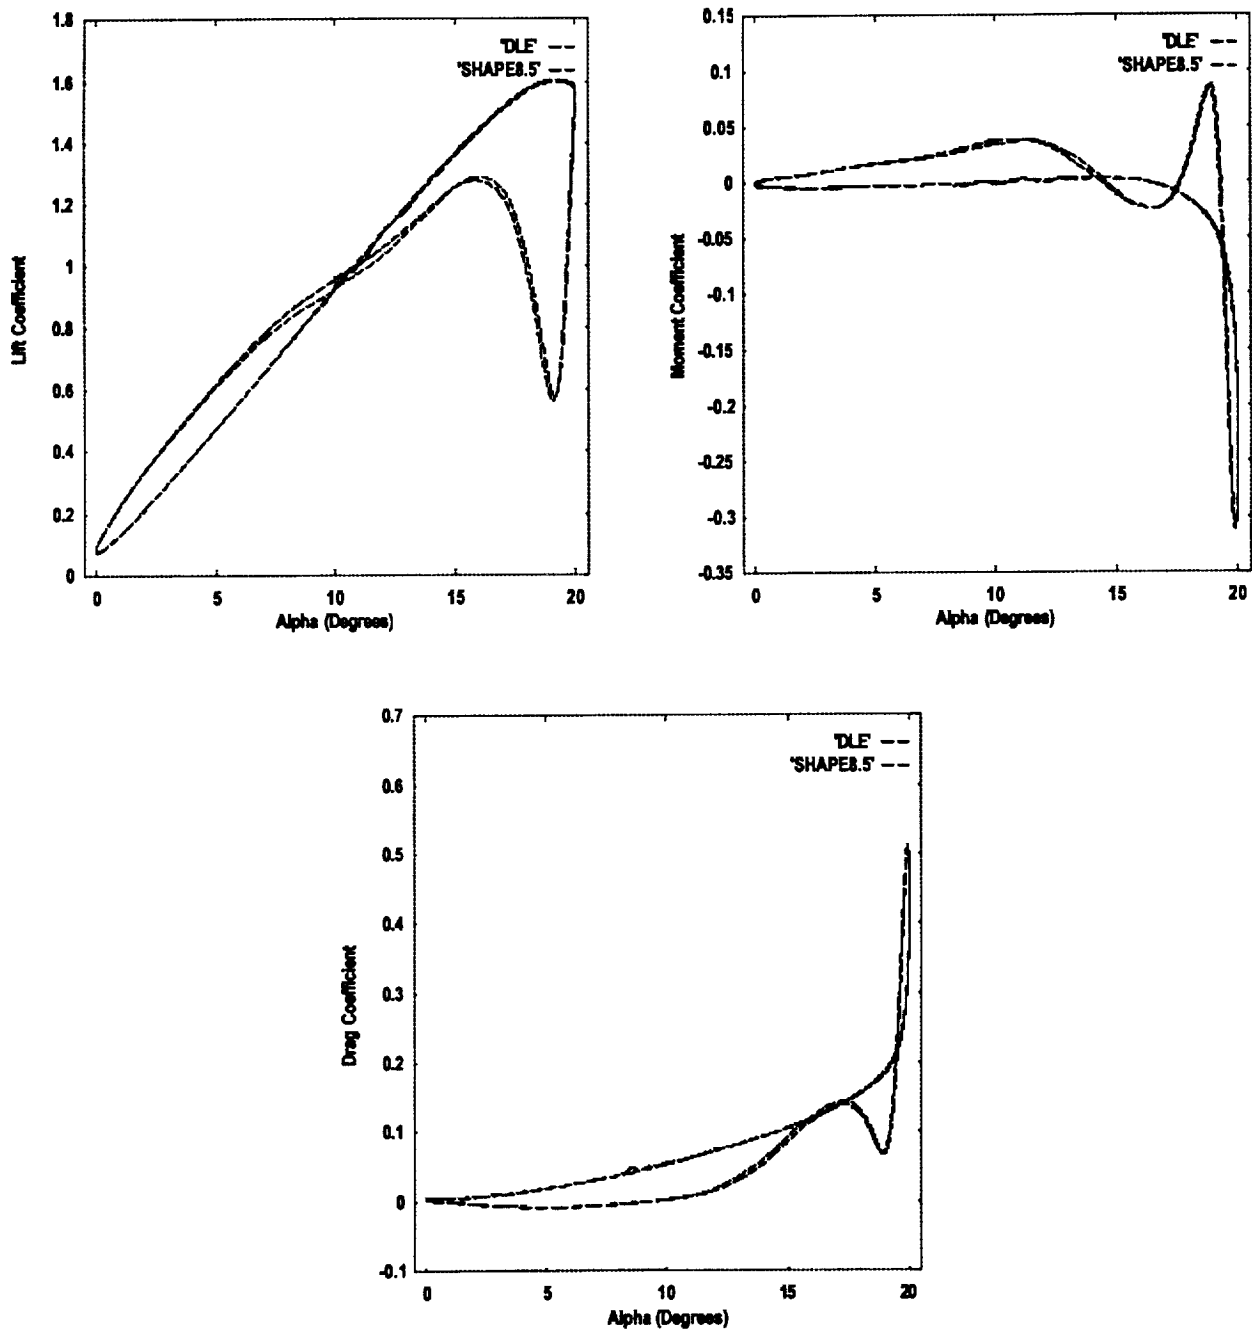 1.8
'DLE'
'SHAPE8.5'
1.6
1.4
1.2
1
0.8
0.6
0.4
0.2
0
Lift Coefficient
0 5 10 15 20
Alpha (Degrees)
0.15
'DLE'
'SHAPE8.5'
0.1
0.05
0
-0.05
-0.1
-0.15
-0.2
-0.25
-0.3
-0.35
Moment Coefficient
0 5 10 15 20
Alpha (Degrees)
0.7
'DLE'
'SHAPE8.5'
0.6
0.5
0.4
0.3
0.2
0.1
0
-0.1
Drag Coefficient
0 5 10 15 20
Alpha (Degrees)